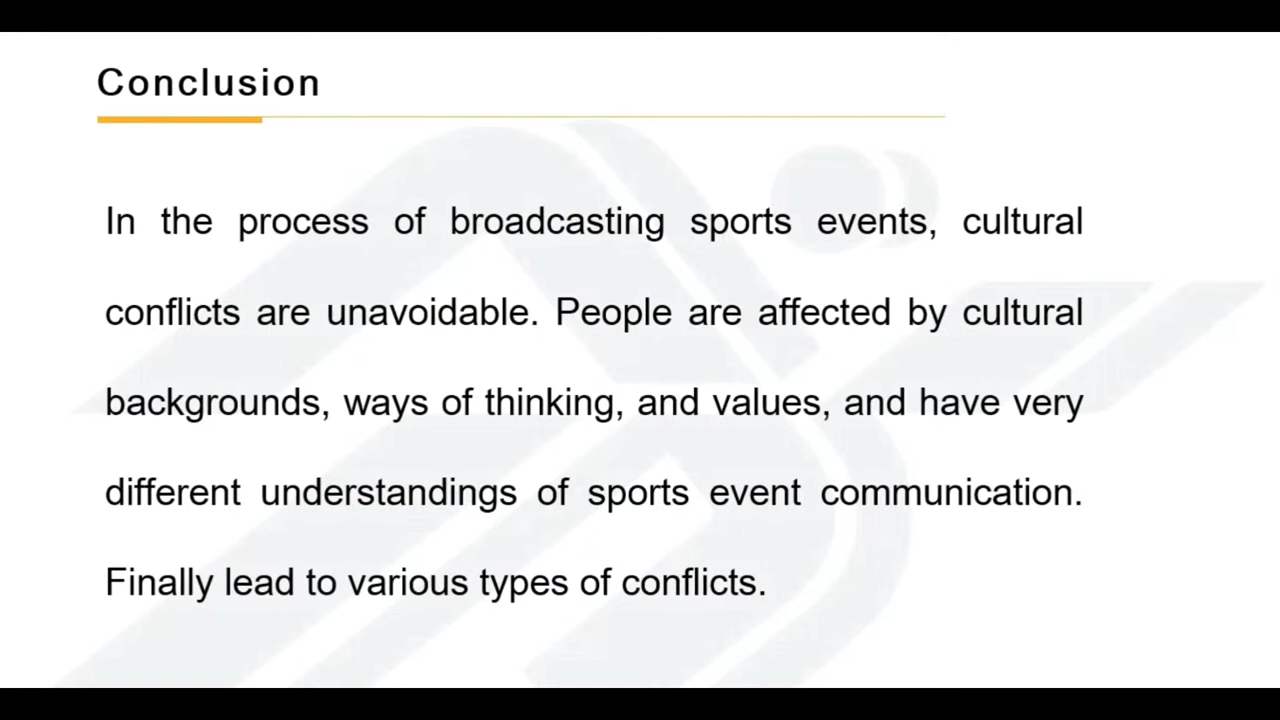 Conclusion
In the process of broadcasting sports events, cultural
conflicts are unavoidable. People are affected by cultural
backgrounds, ways of thinking, and values, and have very
different understandings of sports event communication.
Finally lead to various types of conflicts.